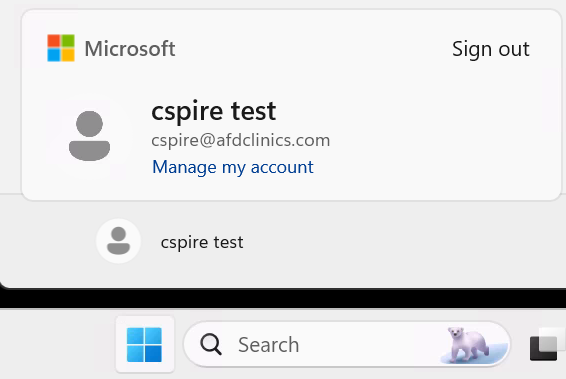 Microsoft
Sign out
cspire test
cspire@afdclinics.com
Manage my account
cspire test
Search